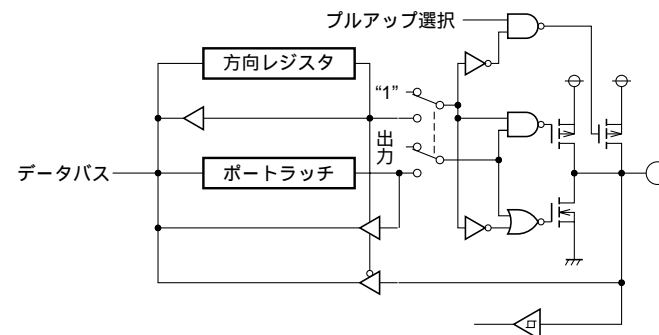 プルアップ選択
方向レジスタ
“1”
出力
データバス
ポートラッチ